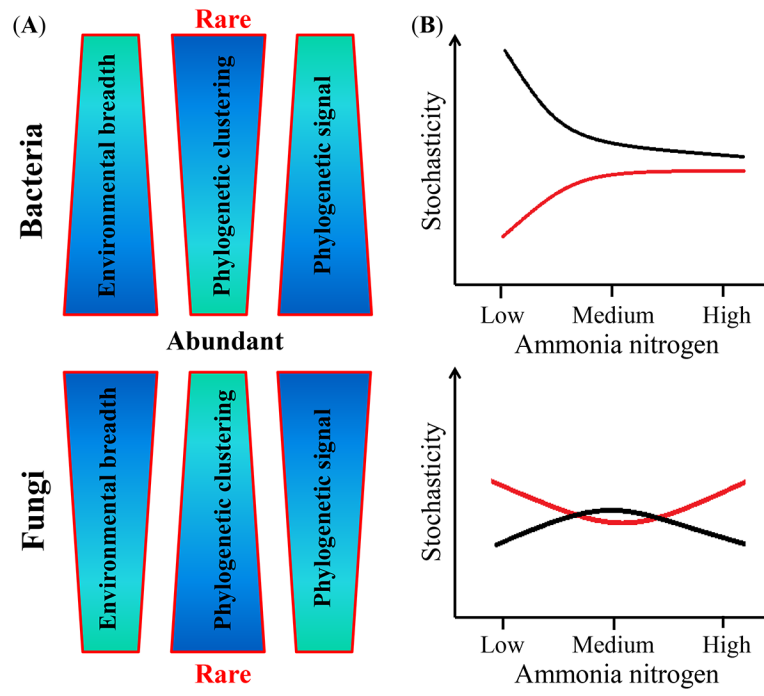 (A)
Rare
Bacteria
Environmental breadth
Phylogenetic clustering
Phylogenetic signal
Abundant
Fungi
Environmental breadth
Phylogenetic clustering
Phylogenetic signal
Rare
(B)
Stochasticity
Low Medium High
Ammonia nitrogen
Stochasticity
Low Medium High
Ammonia nitrogen